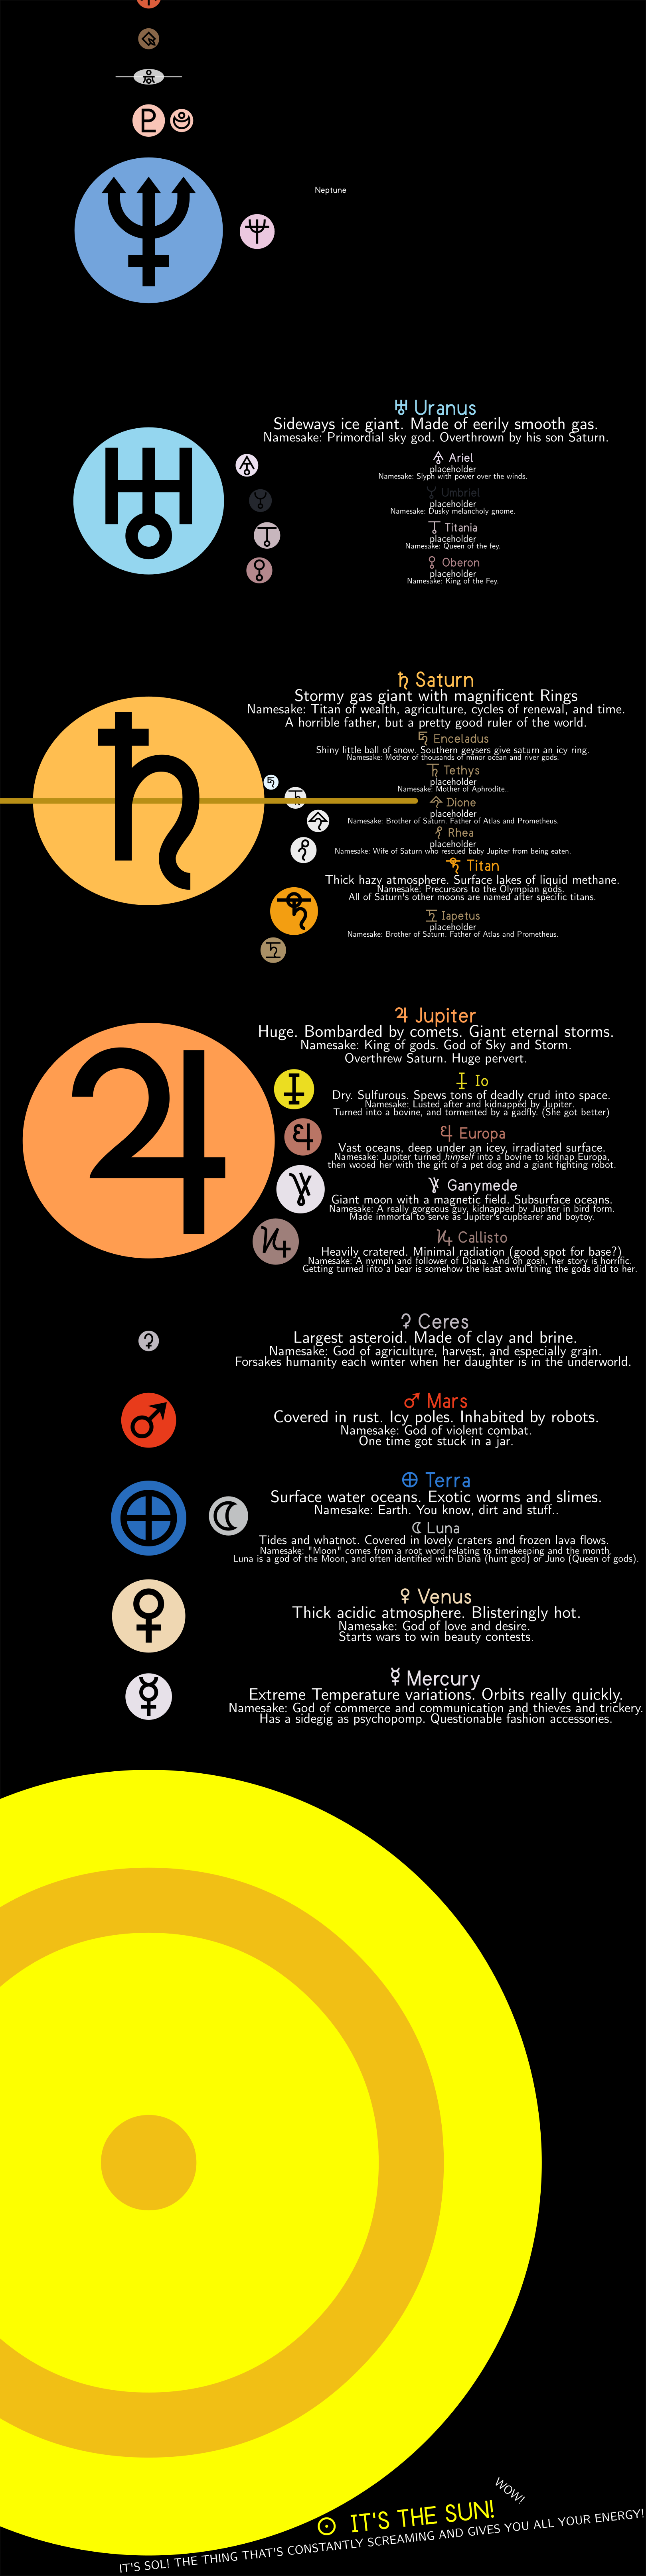 Neptune
♅ Uranus
Sideways ice giant. Made of eerily smooth gas.
Namesake: Primordial sky god. Overthrown by his son Saturn.
Ariel
placeholder
Namesake: Slyph with power over the winds.
Umbriel
placeholder
Namesake: Dusky melancholy gnome.
Titania
placeholder
Namesake: Queen of the fey.
Oberon
placeholder
Namesake: King of the Fey.
♄ Saturn
Stormy gas giant with magnificent Rings
Namesake: Titan of wealth, agriculture, cycles of renewal, and time.
A horrible father, but a pretty good ruler of the world.
Enceladus
Shiny little ball of snow. Southern geysers give saturn an icy ring.
Namesake: Mother of thousands of minor ocean and river gods.
Tethys
placeholder
Namesake: Mother of Aphrodite..
Dione
Namesake: Brother of Saturn. Father of Atlas and Prometheus.
Rhea
Namesake: Wife of Saturn who rescued baby Jupiter from being eaten.
Titan
Thick hazy atmosphere. Surface lakes of liquid methane.
Namesake: Precursors to the Olympian gods.
All of Saturn's other moons are named after specific titans.
Iapetus
placeholder
Namesake: Brother of Saturn. Father of Atlas and Prometheus.
♃ Jupiter
Huge. Bombarded by comets. Giant eternal storms.
Namesake: King of gods. God of Sky and Storm.
Overthrew Saturn. Huge pervert.
Io
Dry. Sulfurous. Spews tons of deadly crud into space.
Namesake: Lusted after and kidnapped by Jupiter.
Turned into a bovine, and tormented by a gadfly. (She got better)
Europa
Vast oceans, deep under an icey, irradiated surface.
Namesake: Jupiter turned himself into a bovine to kidnap Europa,
then wooed her with the gift of a pet dog and a giant fighting robot.
Ganymede
Giant moon with a magnetic field. Subsurface oceans.
Namesake: A really gorgeous guy, kidnapped by Jupiter in bird form.
Made immortal to serve as Jupiter's cupbearer and boytoy.
Callisto
Heavily cratered. Minimal radiation (good spot for base?)
Namesake: A nymph and follower of Diana. And oh gosh, her story is horrific.
Getting turned into a bear is somehow the least awful thing the gods did to her.
⚳ Ceres
Largest asteroid. Made of clay and brine.
Namesake: God of agriculture, harvest, and especially grain.
Forsakes humanity each winter when her daughter is in the underworld.
♂ Mars
Covered in rust. Icy poles. Inhabited by robots.
Namesake: God of violent combat.
One time got stuck in a jar.
⊕ Terra
Surface water oceans. Exotic worms and slimes.
Namesake: Earth. You know, dirt and stuff..
☾ Luna
Tides and whatnot. Covered in lovely craters and frozen lava flows.
Namesake: "Moon" comes from a root word relating to timekeeping and the month.
Luna is a god of the Moon, and often identified with Diana (hunt god) or Juno (Queen of gods).
♀ Venus
Thick acidic atmosphere. Blisteringly hot.
Namesake: God of love and desire.
Starts wars to win beauty contests.
☿ Mercury
Extreme Temperature variations. Orbits really quickly.
Namesake: God of commerce and communication and thieves and trickery.
Has a sidegig as psychopomp. Questionable fashion accessories.
WOW!
☉ IT'S THE SUN!
IT'S SOL! THE THING THAT'S CONSTANTLY SCREAMING AND GIVES YOU ALL YOUR ENERGY!